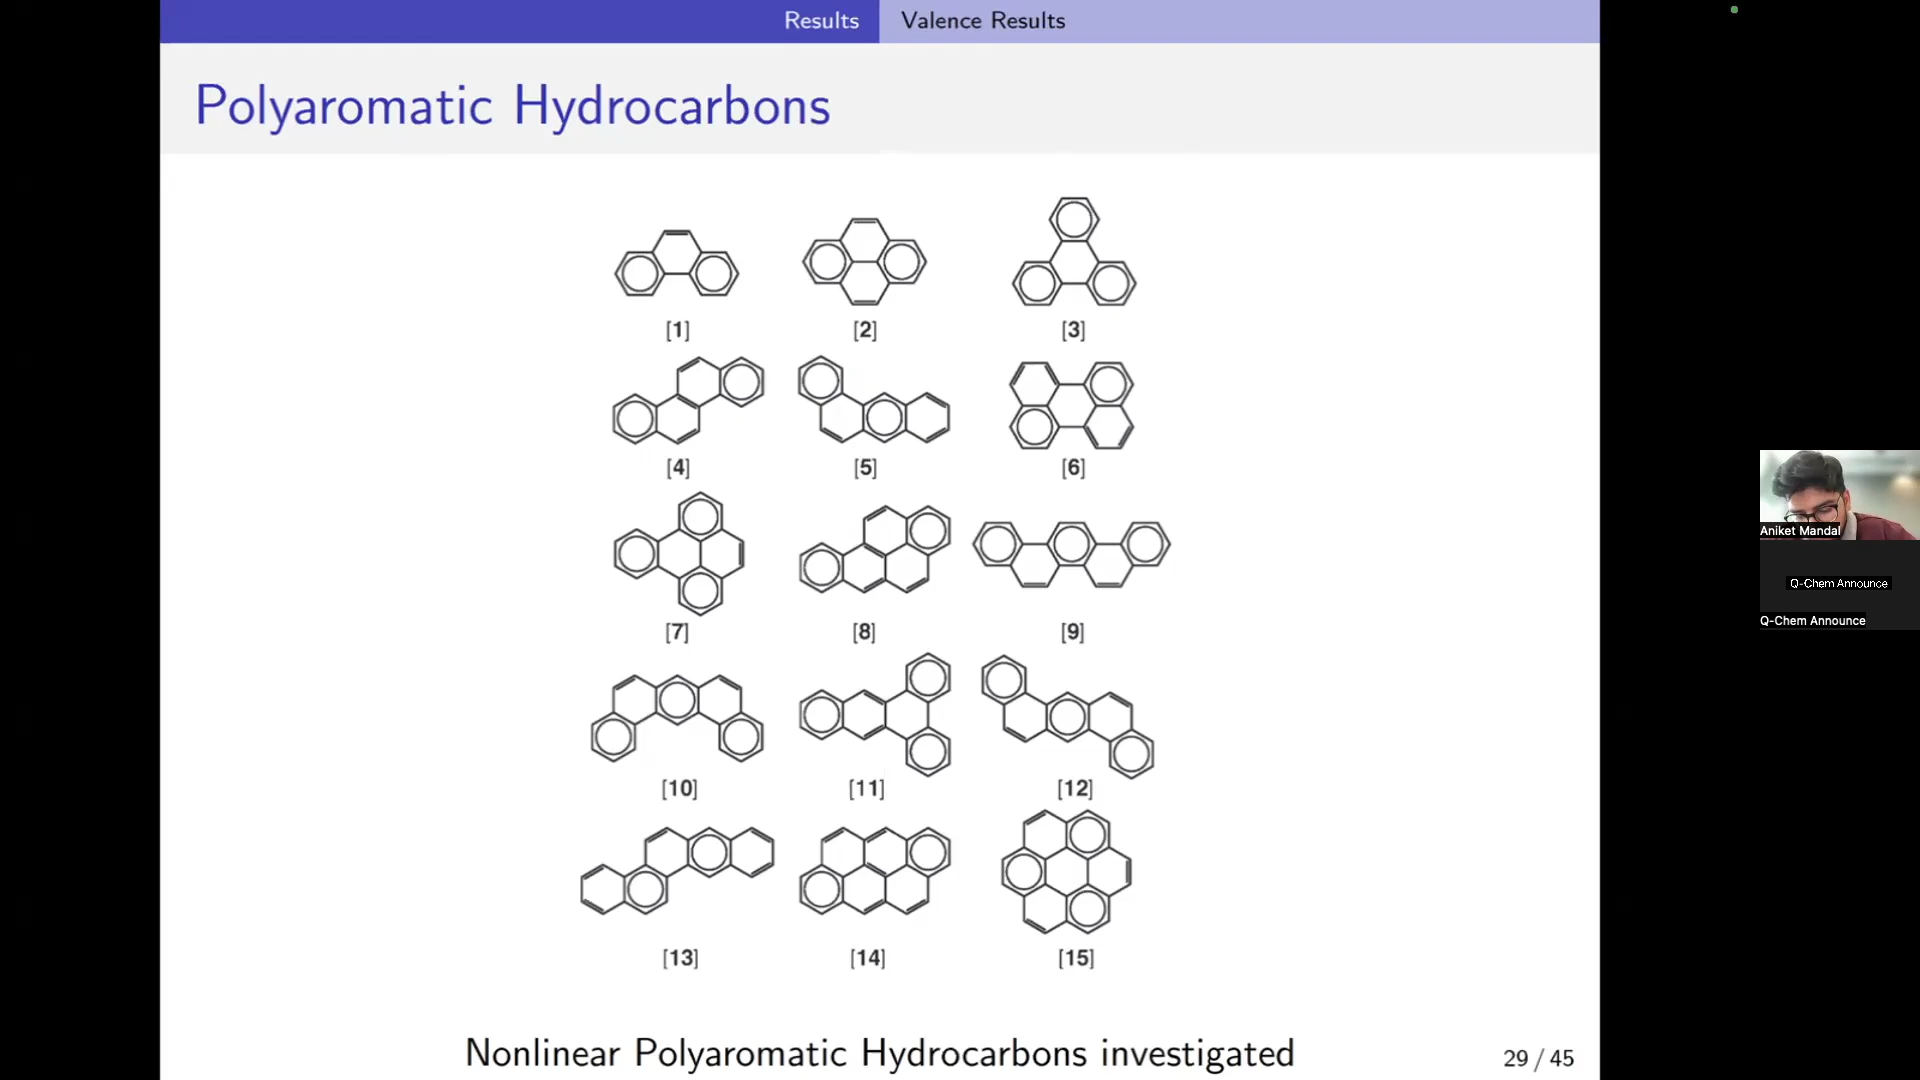 Results Valence Results
Polyaromatic Hydrocarbons
[1] [2] [3]
[4] [5] [6]
[7] [8] [9]
[10] [11] [12]
[13] [14] [15]
Nonlinear Polyaromatic Hydrocarbons investigated
29 / 45
Aniket Mandal
Q-Chem Announce
Q-Chem Announce